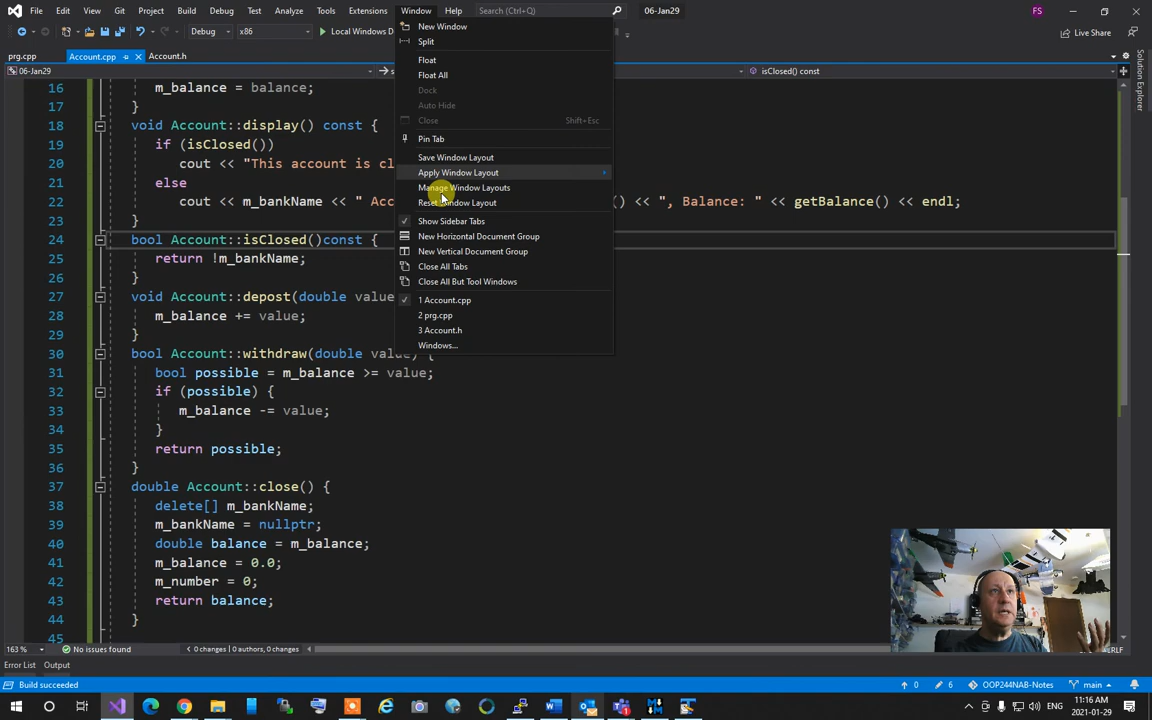 File Edit View Git Project Build Debug Test Analyze Tools Extensions Window Help Search (Ctrl+Q) 06-Jan29 FS
Debug x86 Local Windows D Live Share
prg.cpp Account.cpp Account.h
06-Jan29 isClosed() const
Solution Explorer
New Window
Split
Float
Float All
Dock
Auto Hide
Close Shift+Esc
Pin Tab
Save Window Layout
Apply Window Layout
Manage Window Layouts
Reset Window Layout
Show Sidebar Tabs
New Horizontal Document Group
New Vertical Document Group
Close All Tabs
Close All But Tool Windows
1 Account.cpp
2 prg.cpp
3 Account.h
Windows...
16 m_balance = balance;
17 }
18 void Account::display() const {
19 if (isClosed())
20 cout << "This account is cl
21 else
22 cout << m_bankName << " Acc () << ", Balance: " << getBalance() << endl;
23 }
24 bool Account::isClosed()const {
25 return !m_bankName;
26 }
27 void Account::depost(double value
28 m_balance += value;
29 }
30 bool Account::withdraw(double value) {
31 bool possible = m_balance >= value;
32 if (possible) {
33 m_balance -= value;
34 }
35 return possible;
36 }
37 double Account::close() {
38 delete[] m_bankName;
39 m_bankName = nullptr;
40 double balance = m_balance;
41 m_balance = 0.0;
42 m_number = 0;
43 return balance;
44 }
45
163 % No issues found 0 changes | 0 authors, 0 changes CRLF
Error List Output
Build succeeded 0 6 OOP244NAB-Notes main
ENG 11:16 AM
2021-01-29